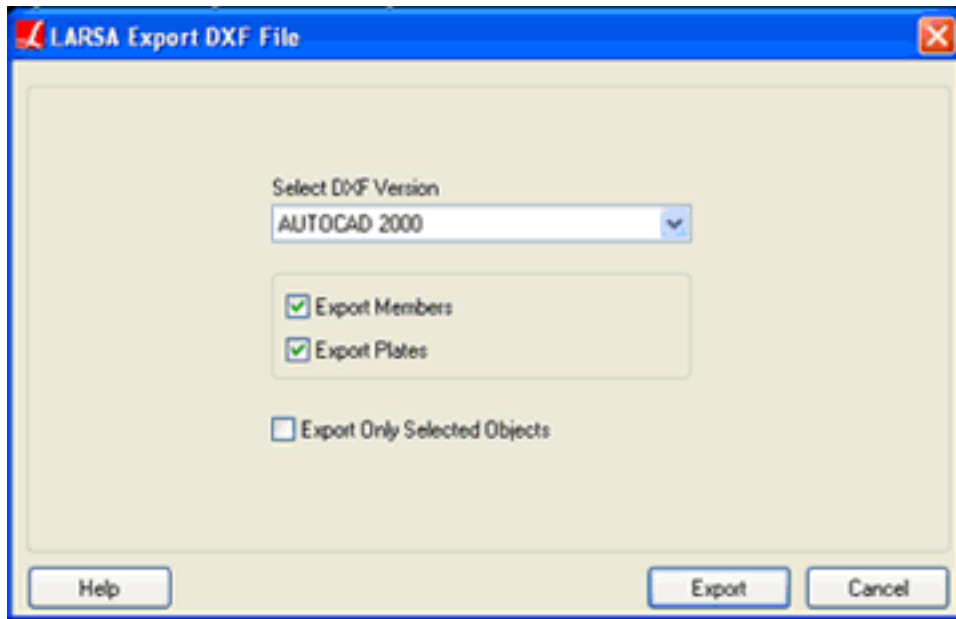 LARSA Export DXF File
Select DXF Version
AUTOCAD 2000
Export Members
Export Plates
Export Only Selected Objects
Help Export Cancel